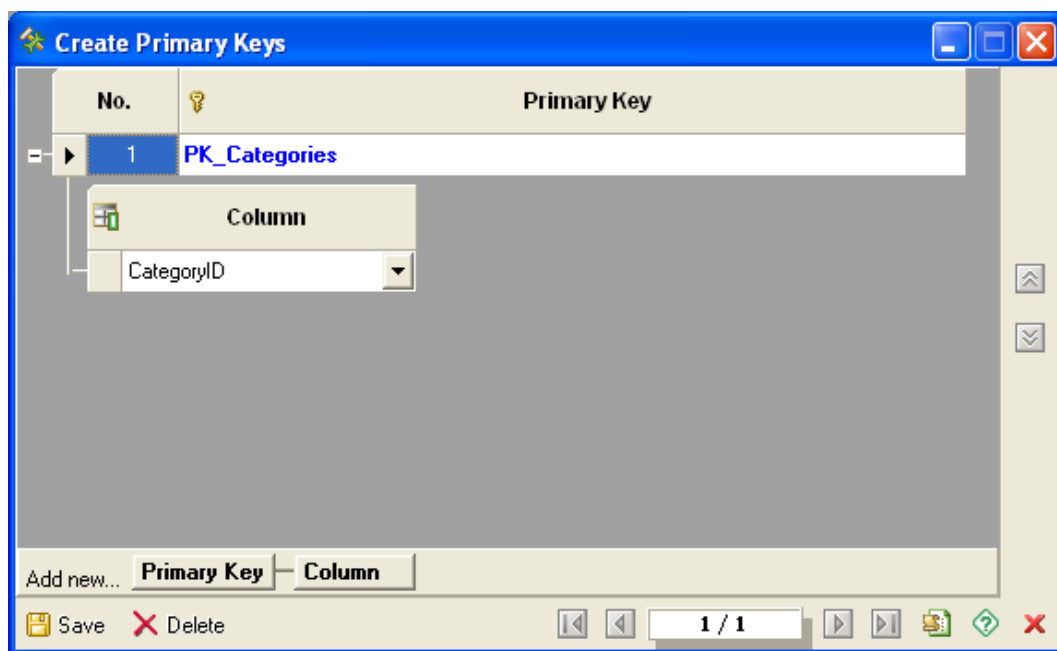 Create Primary Keys
No. Primary Key
1 PK_Categories
Column
CategoryID
Add new... Primary Key Column
Save Delete 1 / 1